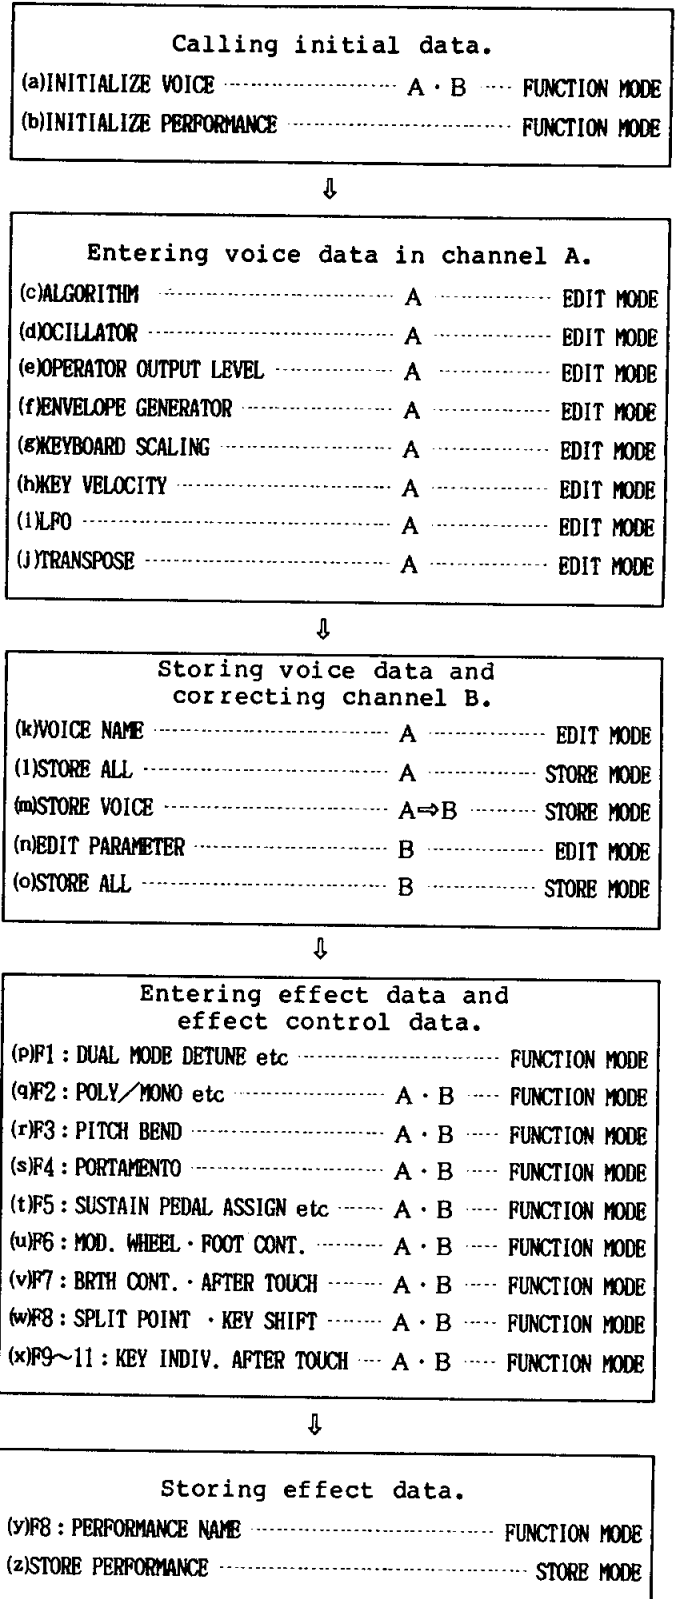 Calling initial data.
(a)INITIALIZE VOICE ········ A · B ···· FUNCTION MODE
(b)INITIALIZE PERFORMANCE ········ FUNCTION MODE
⇩
Entering voice data in channel A.
(c)ALGORITHM ········ A ········ EDIT MODE
(d)OCILLATOR ········ A ········ EDIT MODE
(e)OPERATOR OUTPUT LEVEL ········ A ········ EDIT MODE
(f)ENVELOPE GENERATOR ········ A ········ EDIT MODE
(g)KEYBOARD SCALING ········ A ········ EDIT MODE
(h)KEY VELOCITY ········ A ········ EDIT MODE
(i)LFO ········ A ········ EDIT MODE
(j)TRANSPOSE ········ A ········ EDIT MODE
⇩
Storing voice data and
correcting channel B.
(k)VOICE NAME ········ A ········ EDIT MODE
(l)STORE ALL ········ A ········ STORE MODE
(m)STORE VOICE ········ A⇨B ········ STORE MODE
(n)EDIT PARAMETER ········ B ········ EDIT MODE
(o)STORE ALL ········ B ········ STORE MODE
⇩
Entering effect data and
effect control data.
(p)F1 : DUAL MODE DETUNE etc ········ FUNCTION MODE
(q)F2 : POLY/MONO etc ········ A · B ····· FUNCTION MODE
(r)F3 : PITCH BEND ········ A · B ····· FUNCTION MODE
(s)F4 : PORTAMENTO ········ A · B ····· FUNCTION MODE
(t)F5 : SUSTAIN PEDAL ASSIGN etc ······ A · B ····· FUNCTION MODE
(u)F6 : MOD. WHEEL · FOOT CONT. ········ A · B ····· FUNCTION MODE
(v)F7 : BRTH CONT. · AFTER TOUCH ······· A · B ····· FUNCTION MODE
(w)F8 : SPLIT POINT · KEY SHIFT ······· A · B ····· FUNCTION MODE
(x)F9~11 : KEY INDIV. AFTER TOUCH ···· A · B ····· FUNCTION MODE
⇩
Storing effect data.
(y)F8 : PERFORMANCE NAME ········ FUNCTION MODE
(z)STORE PERFORMANCE ········ STORE MODE